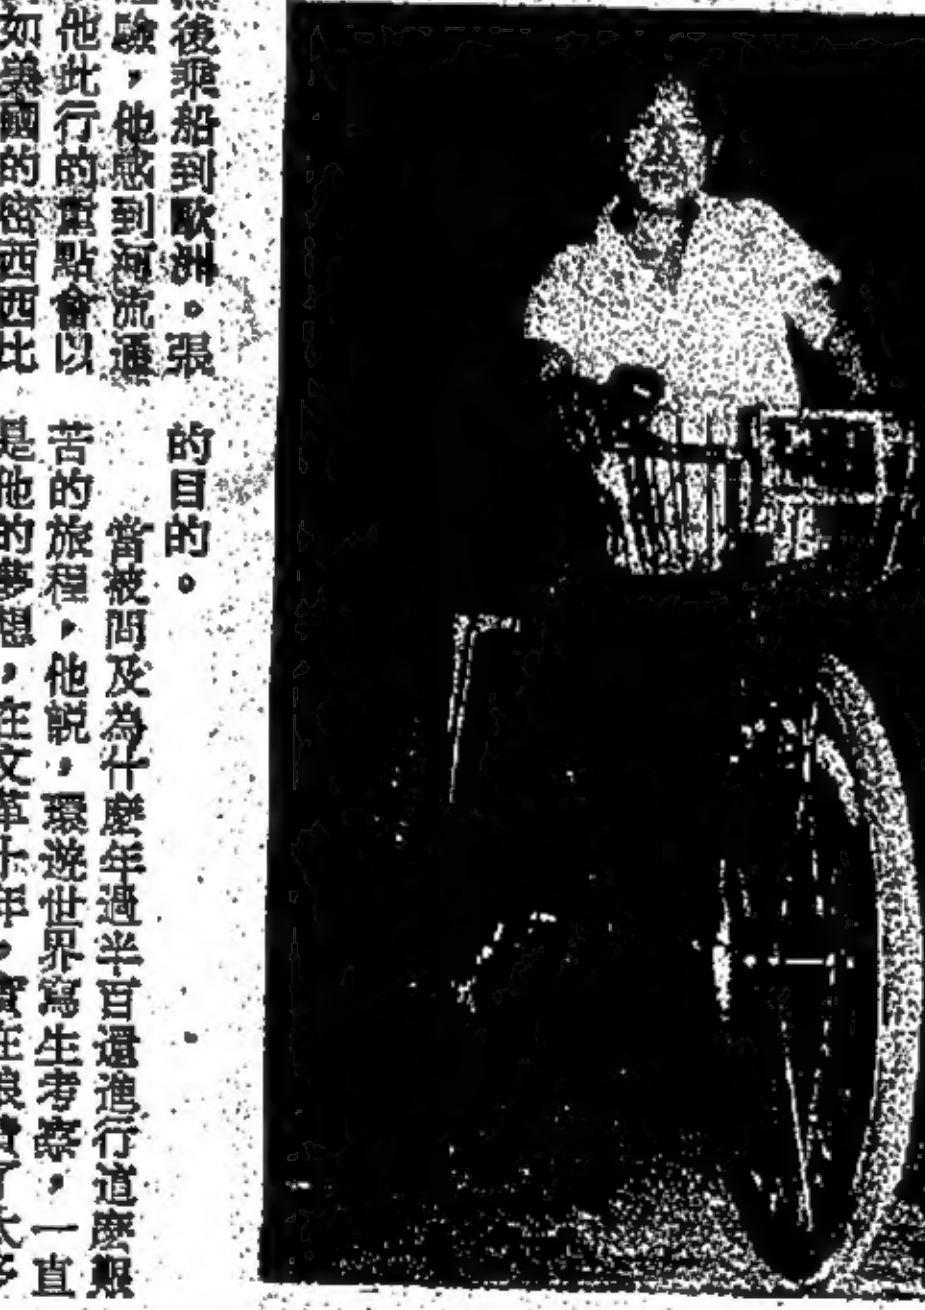 然後乘船到歐洲。張
驗,他感到河流通
他此行的重點會以
如美國的密西西比
的目的。
當被問及為什麼年過半百還進行這麼艱
苦的旅程,他説,環遊世界寫生考察,一直
是他的夢想,在文革十年,實在浪費了太多